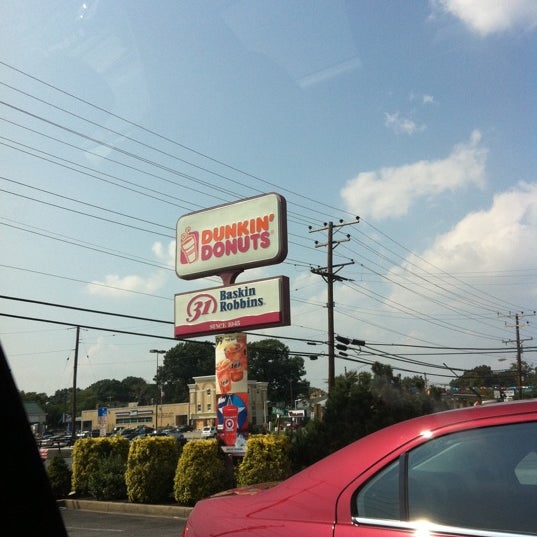 DUNKIN'
DONUTS
31
Baskin
Robbins
SINCE 1945